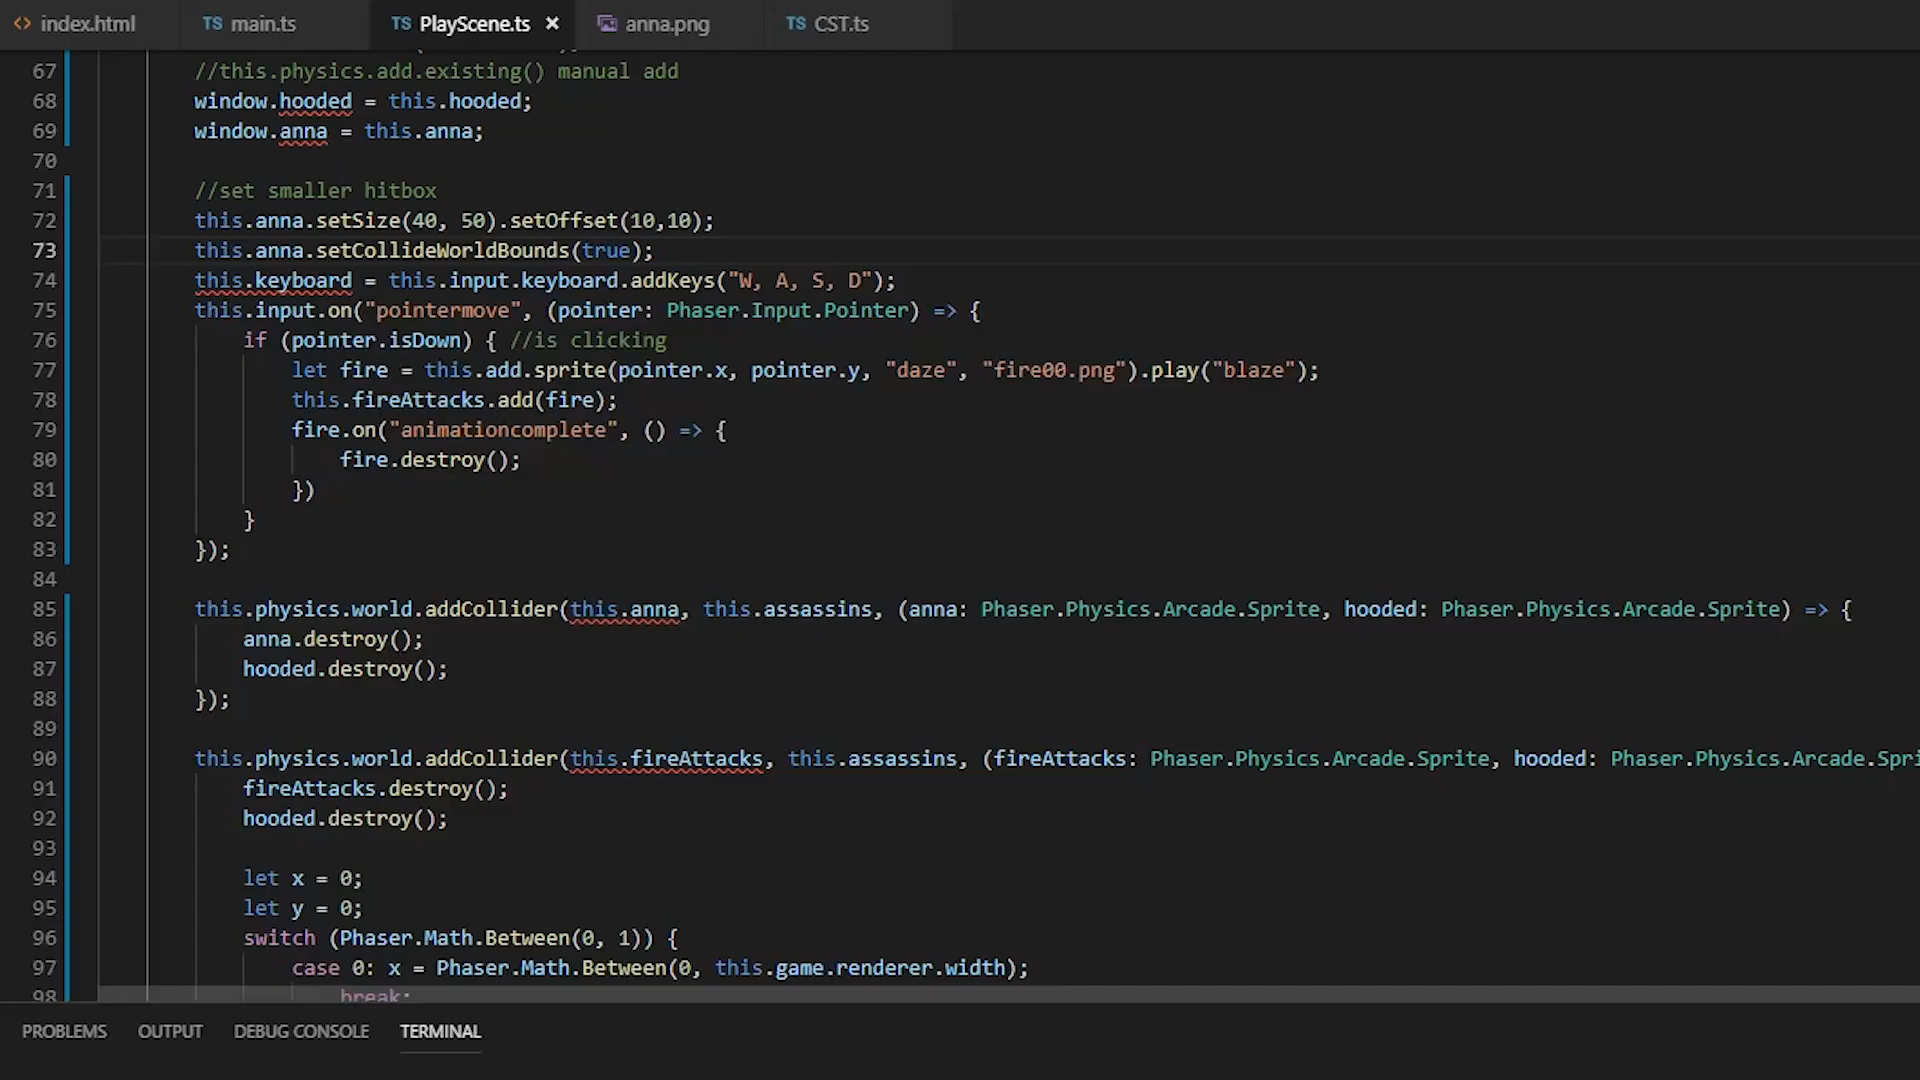 index.html TS main.ts TS PlayScene.ts × anna.png TS CST.ts
67 //this.physics.add.existing() manual add
68 window.hooded = this.hooded;
69 window.anna = this.anna;
70
71 //set smaller hitbox
72 this.anna.setSize(40, 50).setOffset(10,10);
73 this.anna.setCollideWorldBounds(true);
74 this.keyboard = this.input.keyboard.addKeys("W, A, S, D");
75 this.input.on("pointermove", (pointer: Phaser.Input.Pointer) => {
76 if (pointer.isDown) { //is clicking
77 let fire = this.add.sprite(pointer.x, pointer.y, "daze", "fire00.png").play("blaze");
78 this.fireAttacks.add(fire);
79 fire.on("animationcomplete", () => {
80 fire.destroy();
81 })
82 }
83 });
84
85 this.physics.world.addCollider(this.anna, this.assassins, (anna: Phaser.Physics.Arcade.Sprite, hooded: Phaser.Physics.Arcade.Sprite) => {
86 anna.destroy();
87 hooded.destroy();
88 });
89
90 this.physics.world.addCollider(this.fireAttacks, this.assassins, (fireAttacks: Phaser.Physics.Arcade.Sprite, hooded: Phaser.Physics.Arcade.Spri
91 fireAttacks.destroy();
92 hooded.destroy();
93
94 let x = 0;
95 let y = 0;
96 switch (Phaser.Math.Between(0, 1)) {
97 case 0: x = Phaser.Math.Between(0, this.game.renderer.width);
98 break;
PROBLEMS OUTPUT DEBUG CONSOLE TERMINAL